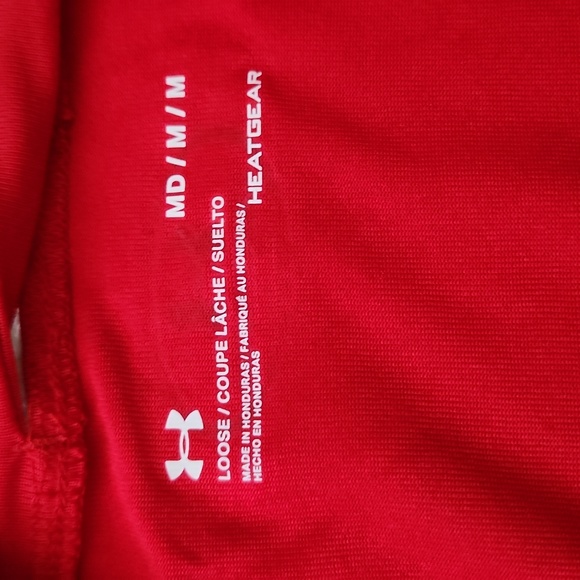 MD / M / M
LOOSE / COUPE LÂCHE / SUELTO
MADE IN HONDURAS / FABRIQUÉ AU HONDURAS /
HECHO EN HONDURAS
HEATGEAR